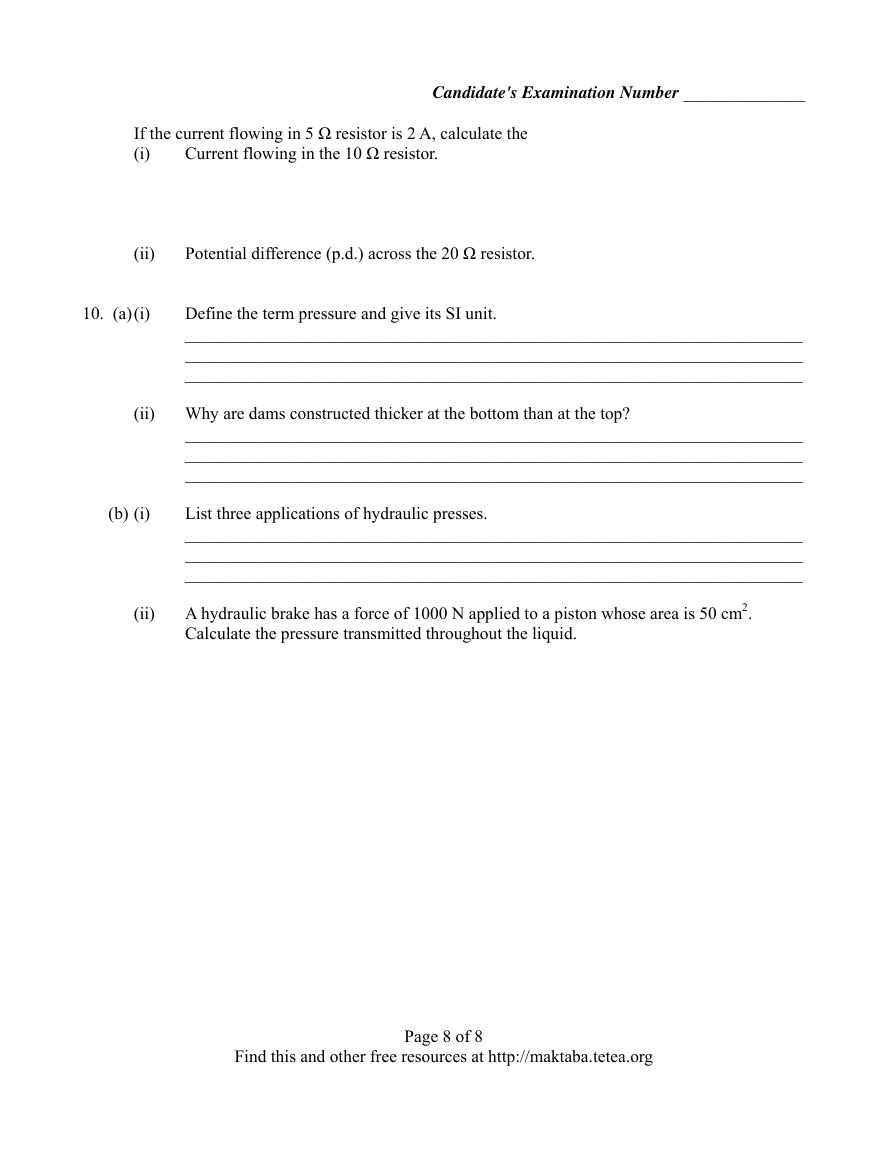 Candidate's Examination Number ______________
If the current flowing in 5 Ω resistor is 2 A, calculate the
(i) Current flowing in the 10 Ω resistor.
(ii) Potential difference (p.d.) across the 20 Ω resistor.
10. (a)(i) Define the term pressure and give its SI unit.
(ii) Why are dams constructed thicker at the bottom than at the top?
(b) (i) List three applications of hydraulic presses.
(ii) A hydraulic brake has a force of 1000 N applied to a piston whose area is 50 cm².
Calculate the pressure transmitted throughout the liquid.
Page 8 of 8
Find this and other free resources at http://maktaba.tetea.org